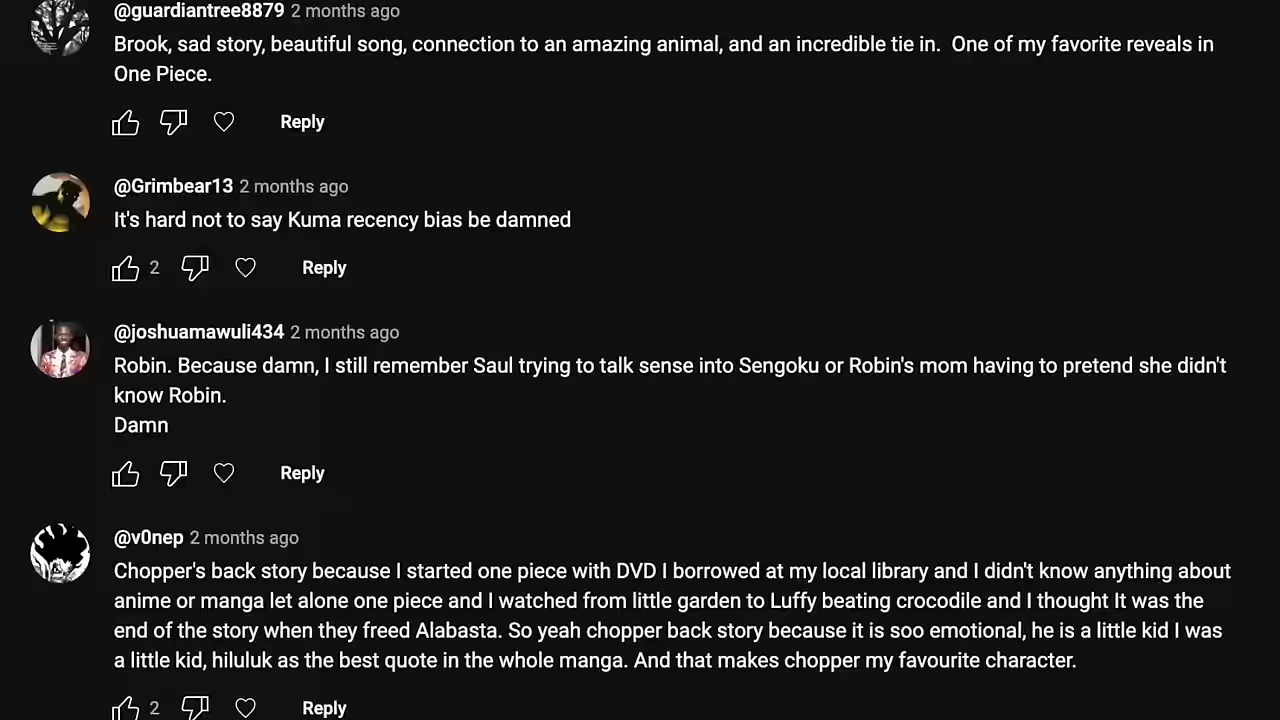 @guardiantree8879 2 months ago
Brook, sad story, beautiful song, connection to an amazing animal, and an incredible tie in.  One of my favorite reveals in
One Piece.
Reply
@Grimbear13 2 months ago
It's hard not to say Kuma recency bias be damned
2 Reply
@joshuamawuli434 2 months ago
Robin. Because damn, I still remember Saul trying to talk sense into Sengoku or Robin's mom having to pretend she didn't
know Robin.
Damn
Reply
@v0nep 2 months ago
Chopper's back story because I started one piece with DVD I borrowed at my local library and I didn't know anything about
anime or manga let alone one piece and I watched from little garden to Luffy beating crocodile and I thought It was the
end of the story when they freed Alabasta. So yeah chopper back story because it is soo emotional, he is a little kid I was
a little kid, hiluluk as the best quote in the whole manga. And that makes chopper my favourite character.
2 Reply